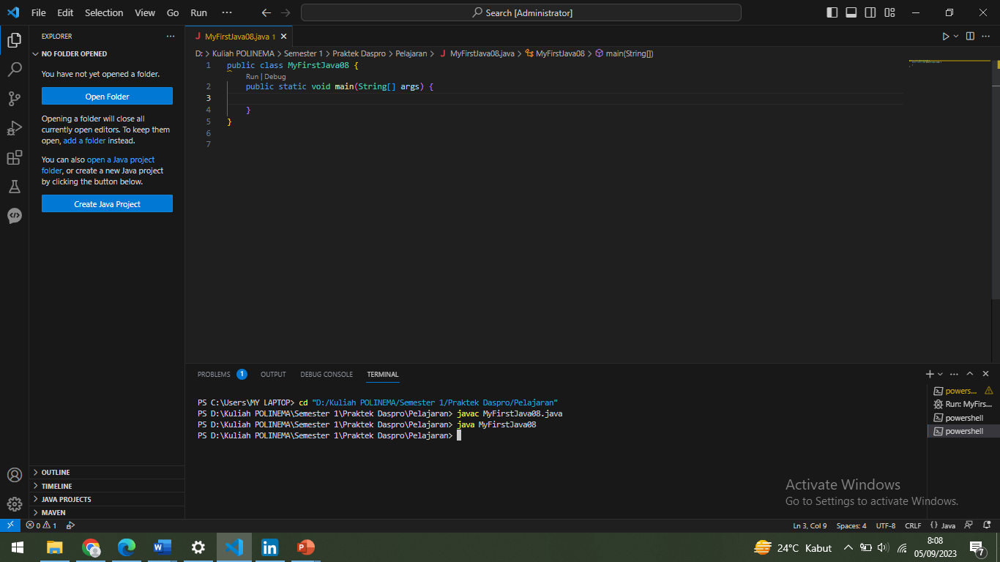 File Edit Selection View Go Run ···
Search [Administrator]
EXPLORER ···
NO FOLDER OPENED
You have not yet opened a folder.
Open Folder
Opening a folder will close all
currently open editors. To keep them
open, add a folder instead.
You can also open a Java project
folder, or create a new Java project
by clicking the button below.
Create Java Project
OUTLINE
TIMELINE
JAVA PROJECTS
MAVEN
J MyFirstJava08.java 1 ×
D: > Kuliah POLINEMA > Semester 1 > Praktek Daspro > Pelajaran > J MyFirstJava08.java > MyFirstJava08 > main(String[])
1 public class MyFirstJava08 {
Run | Debug
2 public static void main(String[] args) {
3
4 }
5 }
6
7
PROBLEMS 1 OUTPUT DEBUG CONSOLE TERMINAL
PS C:\Users\MY LAPTOP> cd "D:/Kuliah POLINEMA/Semester 1/Praktek Daspro/Pelajaran"
PS D:\Kuliah POLINEMA\Semester 1\Praktek Daspro\Pelajaran> javac MyFirstJava08.java
PS D:\Kuliah POLINEMA\Semester 1\Praktek Daspro\Pelajaran> java MyFirstJava08
PS D:\Kuliah POLINEMA\Semester 1\Praktek Daspro\Pelajaran>
powers...
Run: MyFirs...
powershell
powershell
Activate Windows
Go to Settings to activate Windows.
0 1
Ln 3, Col 9 Spaces: 4 UTF-8 CRLF {} Java
W in P
24°C Kabut
8:08
05/09/2023
7